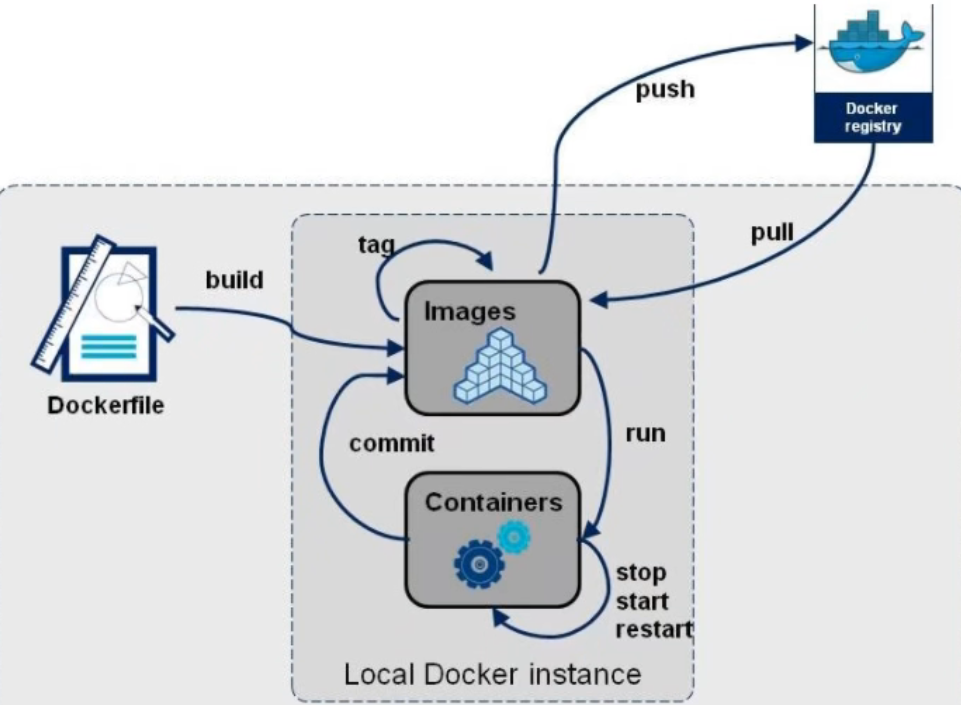 push
Docker
registry
tag
pull
build
Images
Dockerfile
commit
run
Containers
stop
start
restart
Local Docker instance